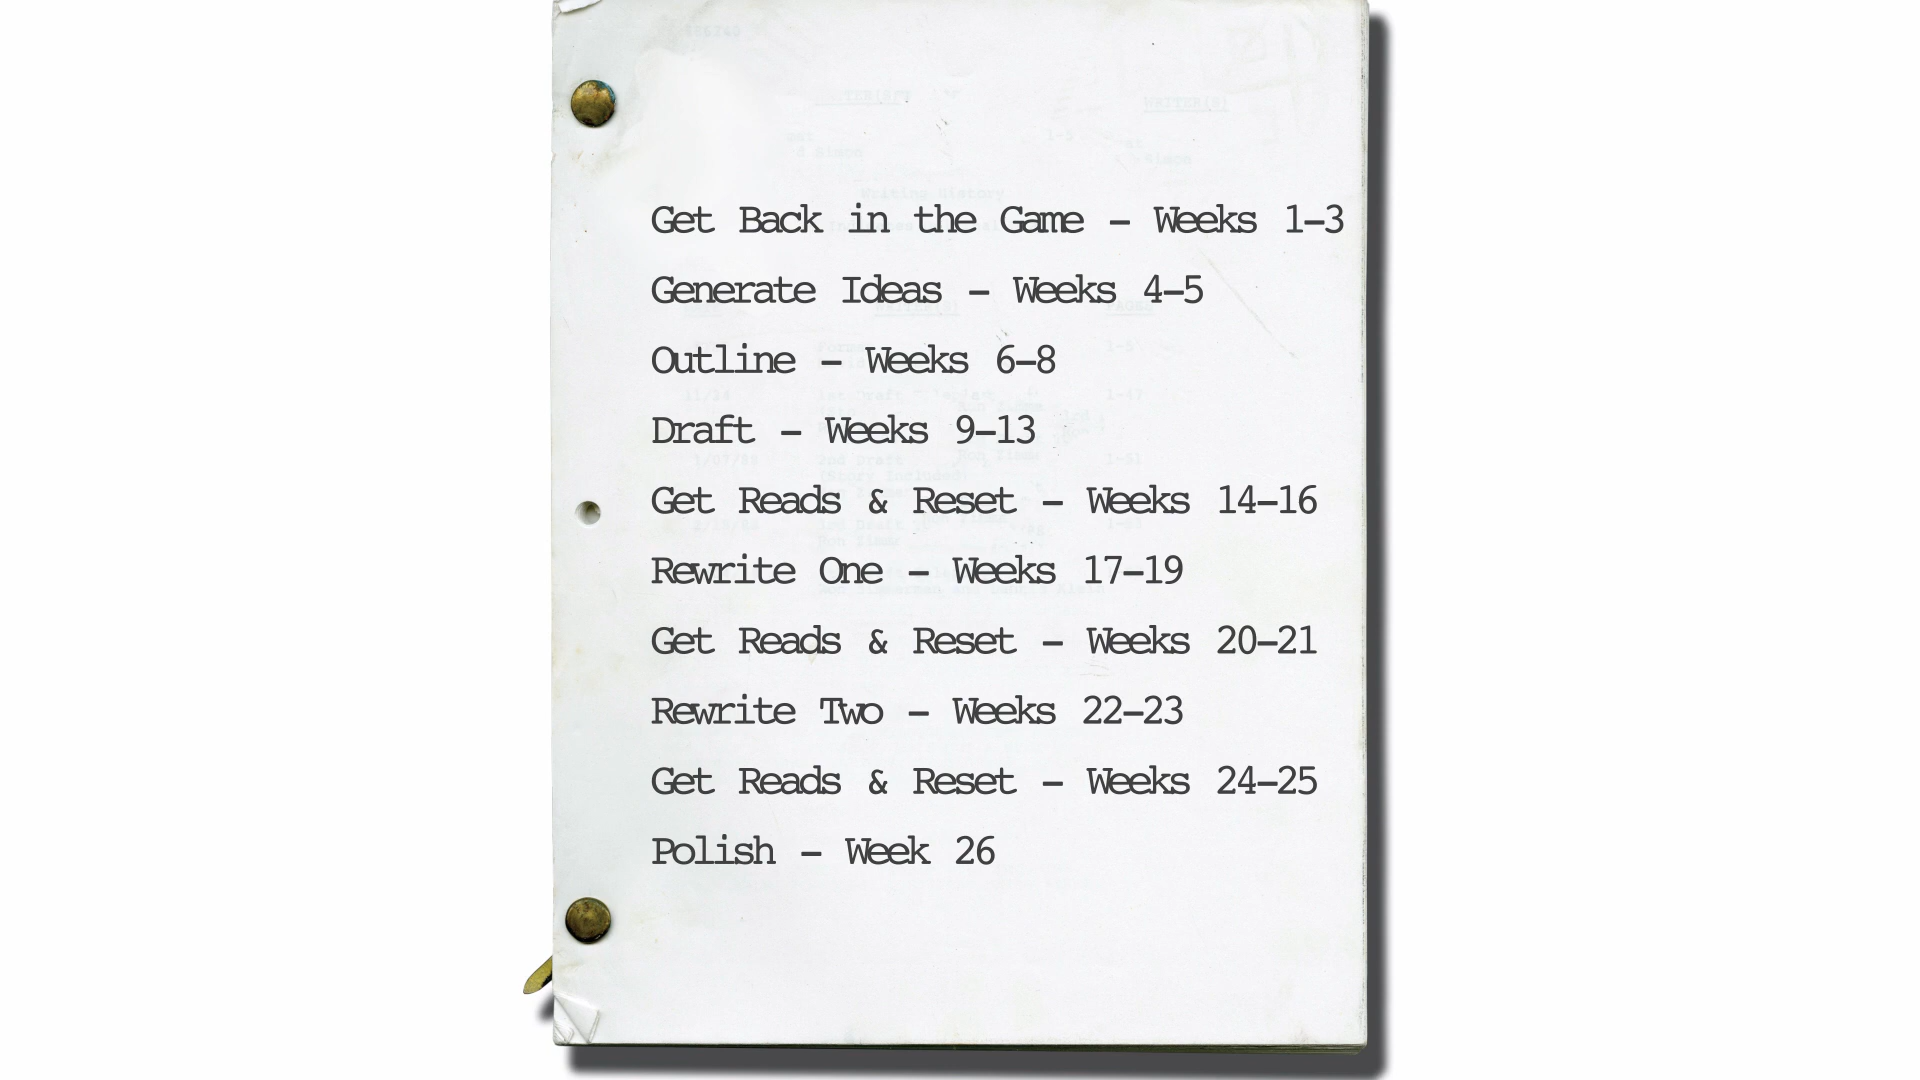 Get Back in the Game – Weeks 1–3
Generate Ideas – Weeks 4–5
Outline – Weeks 6–8
Draft – Weeks 9–13
Get Reads & Reset – Weeks 14–16
Rewrite One – Weeks 17–19
Get Reads & Reset – Weeks 20–21
Rewrite Two – Weeks 22–23
Get Reads & Reset – Weeks 24–25
Polish – Week 26